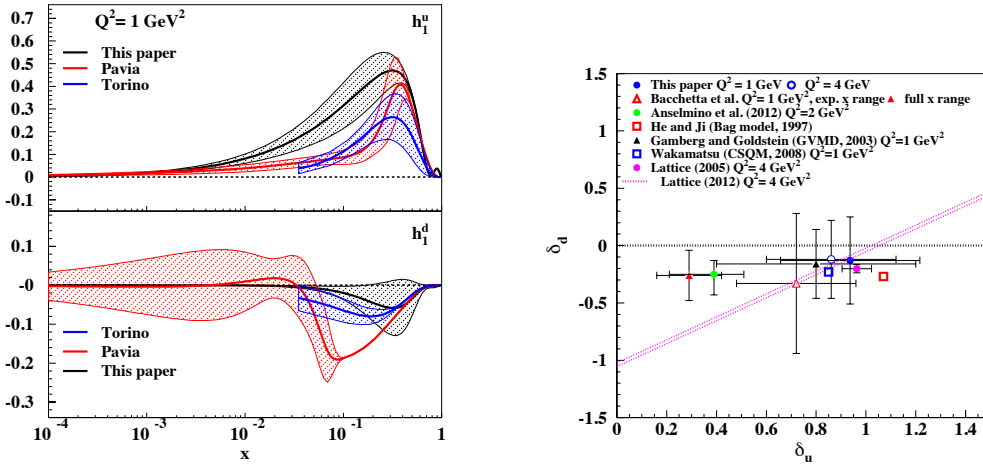 Q² = 1 GeV²
h₁ᵘ
This paper
Pavia
Torino
0.7
0.6
0.5
0.4
0.3
0.2
0.1
0
-0.1
h₁ᵈ
0.1
-0
-0.1
-0.2
-0.3
Torino
Pavia
This paper
10⁻⁴ 10⁻³ 10⁻² 10⁻¹ 1
x
This paper Q² = 1 GeV Q² = 4 GeV
Bacchetta et al. Q² = 1 GeV², exp. x range full x range
Anselmino et al. (2012) Q²=2 GeV²
He and Ji (Bag model, 1997)
Gamberg and Goldstein (GVMD, 2003) Q²=1 GeV²
Wakamatsu (CSQM, 2008) Q²=1 GeV²
Lattice (2005) Q²= 4 GeV²
Lattice (2012) Q²= 4 GeV²
1.5
1
0.5
0
-0.5
-1
-1.5
δd
0 0.2 0.4 0.6 0.8 1 1.2 1.4
δu